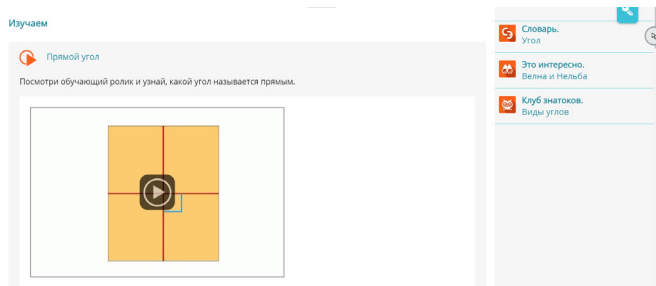 Изучаем
Прямой угол
Посмотри обучающий ролик и узнай, какой угол называется прямым.
Словарь.
Угол
Это интересно.
Велна и Нельба
Клуб знатоков.
Виды углов